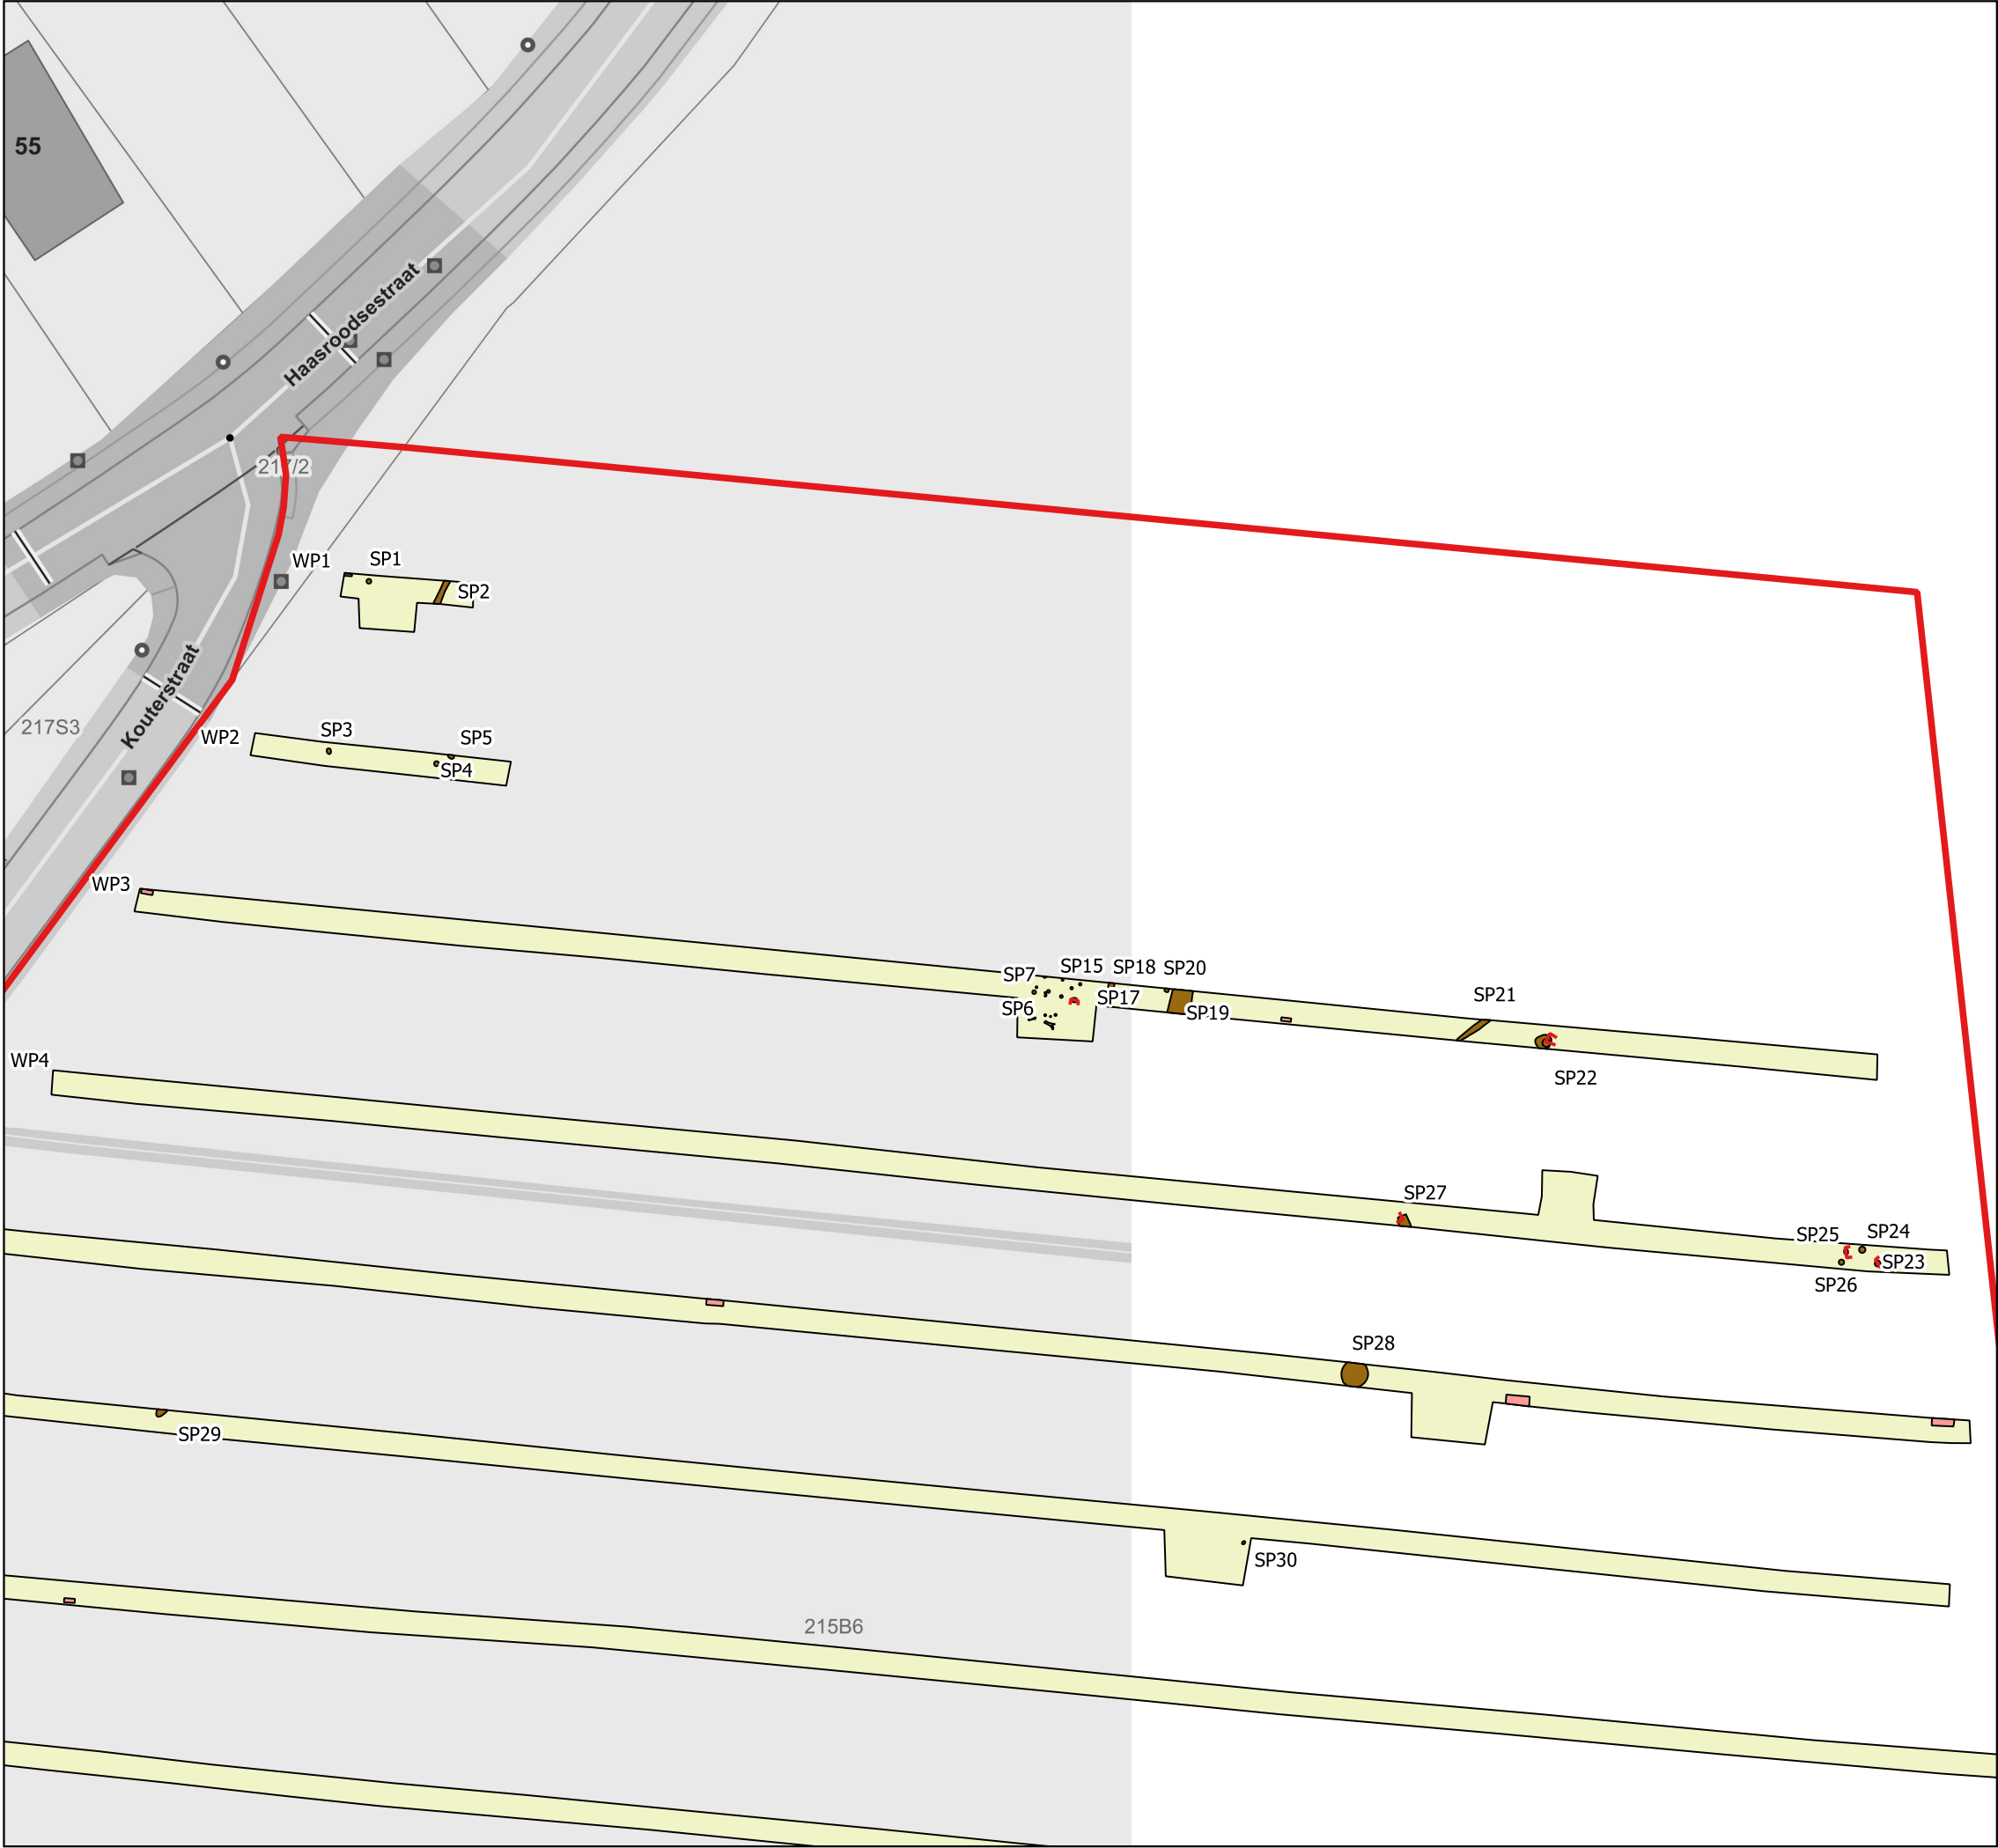 55
Haasroodsestraat
217/2
WP1
SP1
SP2
Kouterstraat
217S3
WP2
SP3
SP5
SP4
WP3
SP7
SP15
SP18
SP20
SP6
SP17
SP19
SP21
SP22
WP4
SP27
SP25
SP24
SP23
SP26
SP28
SP29
SP30
215B6